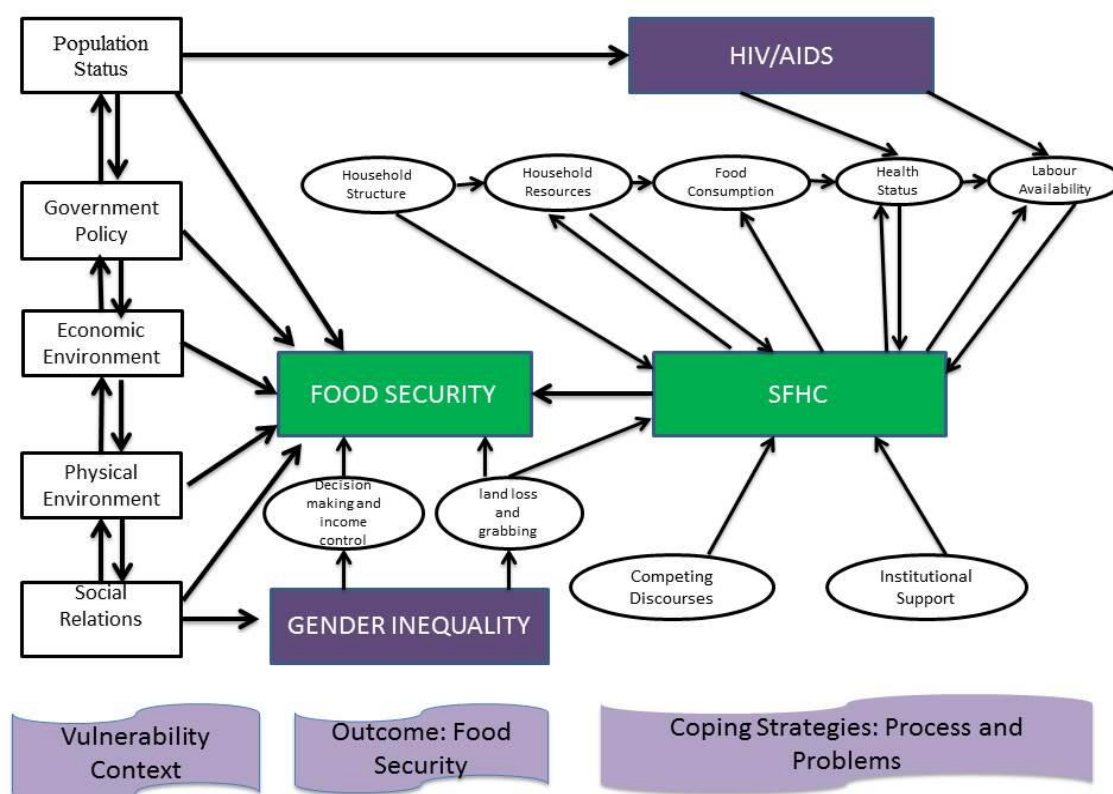 Population
Status
HIV/AIDS
Household
Structure
Household
Resources
Food
Consumption
Health
Status
Labour
Availability
Government
Policy
Economic
Environment
FOOD SECURITY
SFHC
Physical
Environment
Decision
making and
income
control
land loss
and
grabbing
Competing
Discourses
Institutional
Support
Social
Relations
GENDER INEQUALITY
Vulnerability
Context
Outcome: Food
Security
Coping Strategies: Process and
Problems